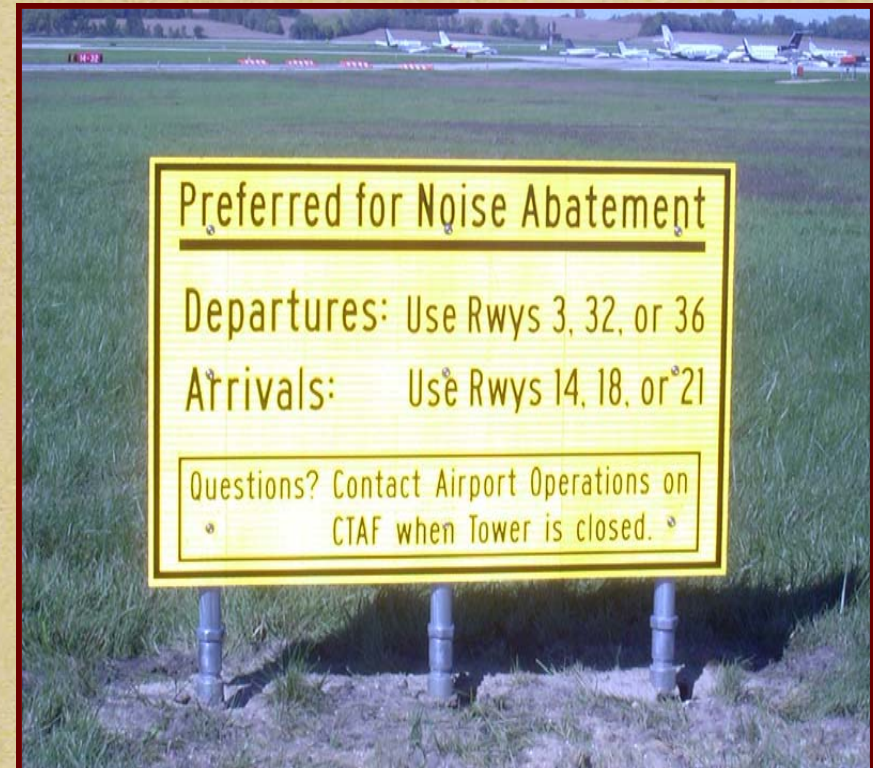 14-32
Preferred for Noise Abatement
Departures: Use Rwys 3, 32, or 36
Arrivals: Use Rwys 14, 18, or 21
Questions? Contact Airport Operations on
CTAF when Tower is closed.